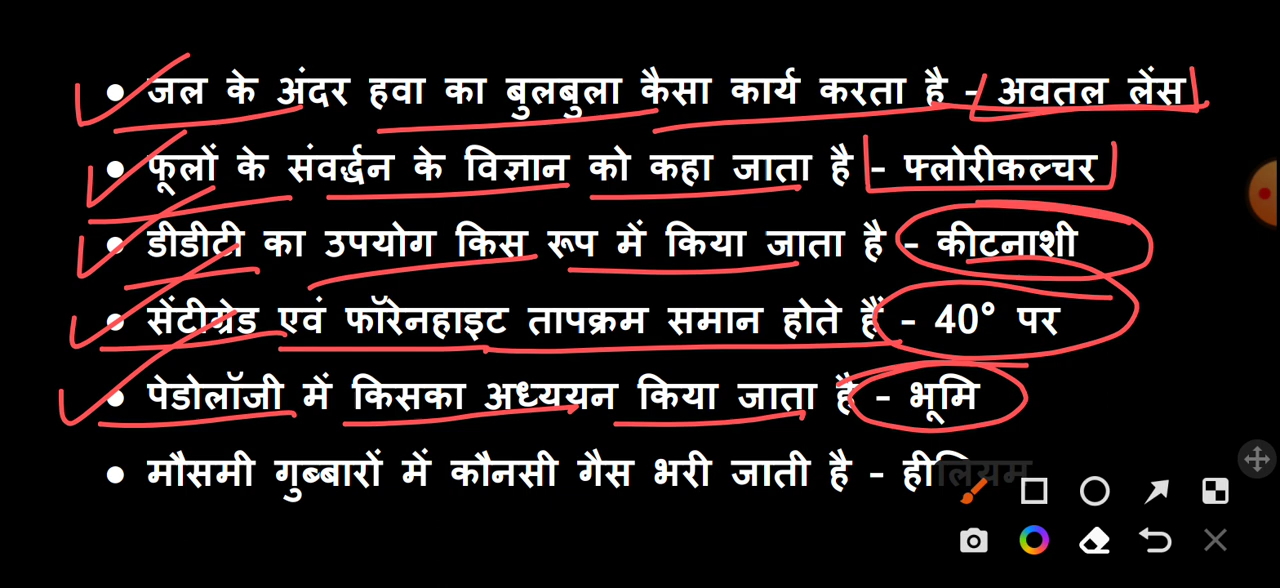 • जल के अंदर हवा का बुलबुला कैसा कार्य करता है - अवतल लेंस
• फूलों के संवर्द्धन के विज्ञान को कहा जाता है - फ्लोरीकल्चर
• डीडीटी का उपयोग किस रूप में किया जाता है - कीटनाशी
• सेंटीग्रेड एवं फॉरेनहाइट तापक्रम समान होते हैं - 40° पर
• पेडोलॉजी में किसका अध्ययन किया जाता है - भूमि
• मौसमी गुब्बारों में कौनसी गैस भरी जाती है - हीलियम